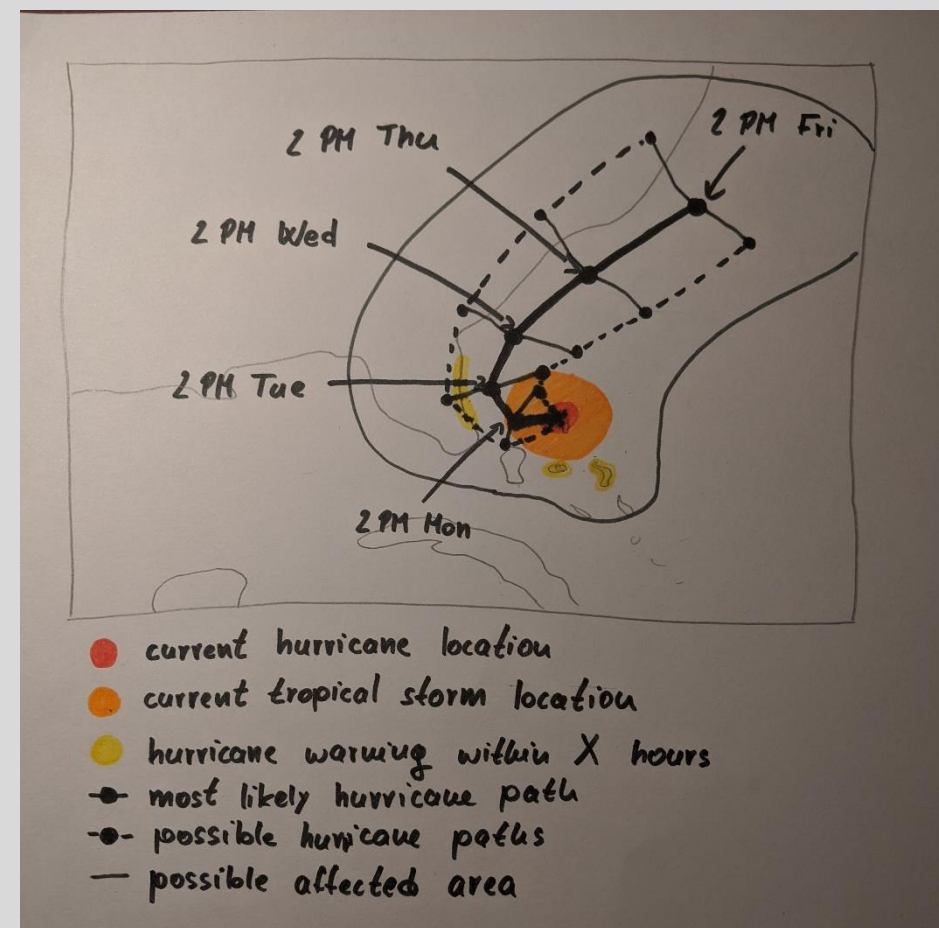 2 PM Thu
2 PM Fri
2 PM Wed
2 PM Tue
2 PM Mon
current hurricane location
current tropical storm location
hurricane warning within X hours
most likely hurricane path
possible hurricane paths
possible affected area